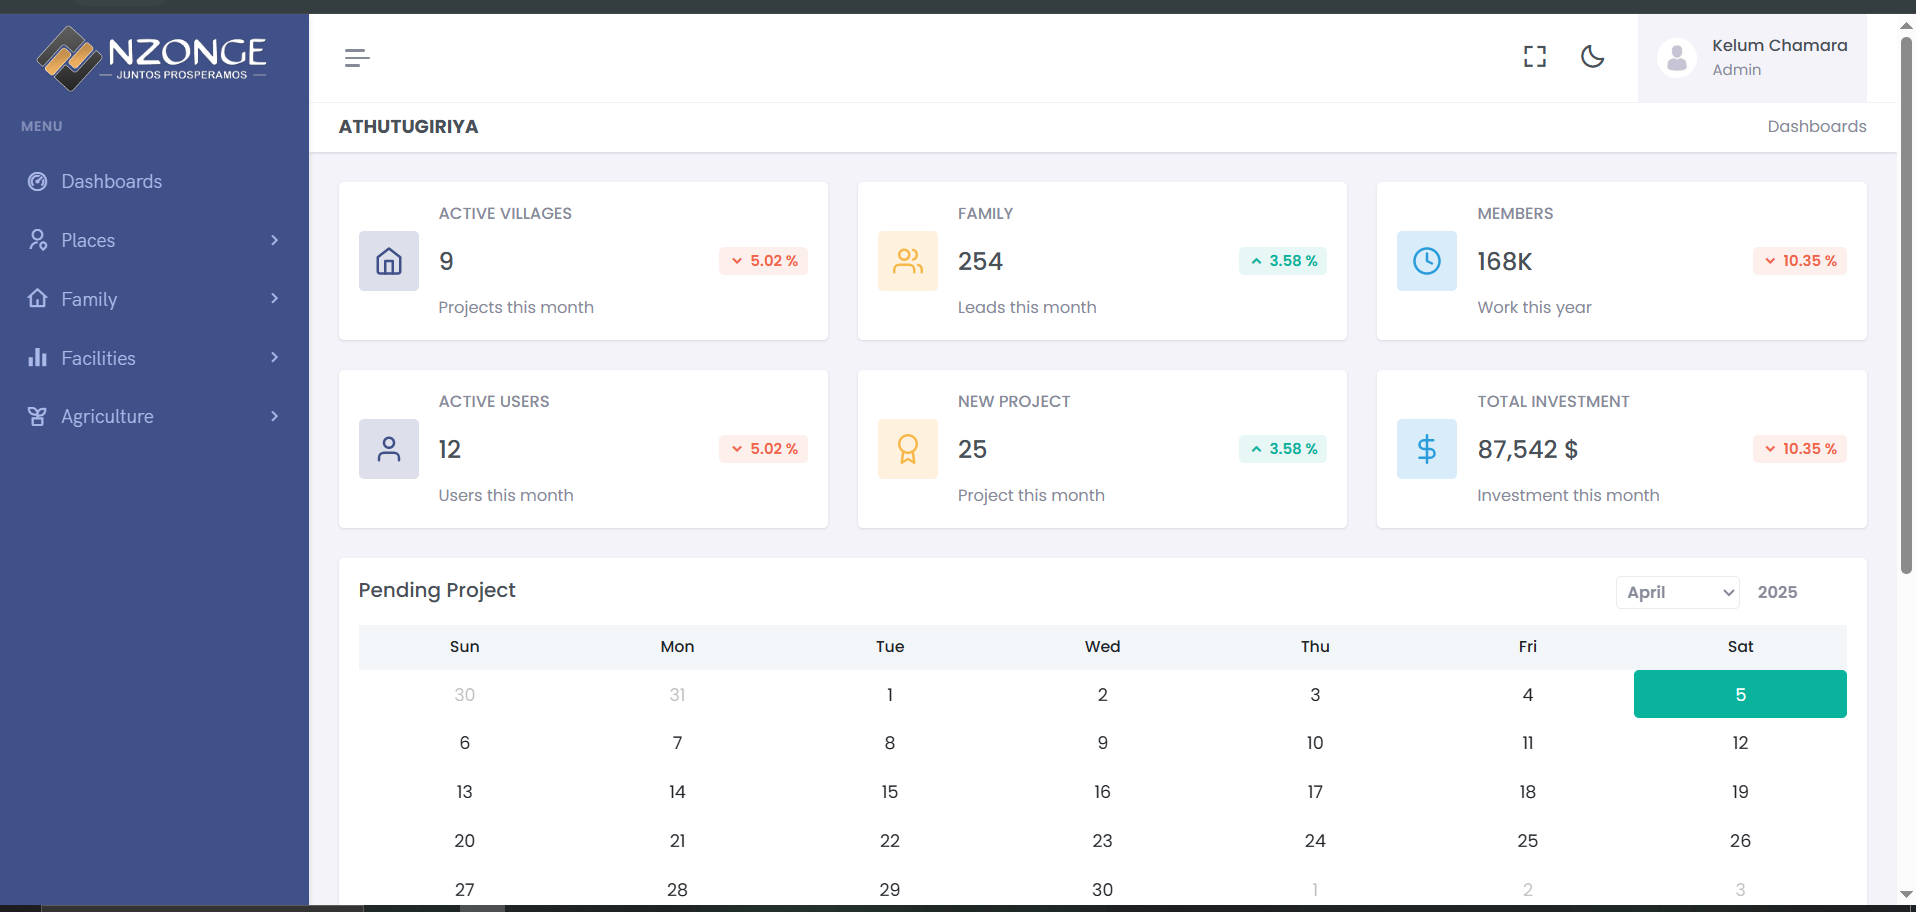 NZONGE
JUNTOS PROSPERAMOS
MENU
Dashboards
Places
Family
Facilities
Agriculture
Kelum Chamara
Admin
ATHUTUGIRIYA
Dashboards
ACTIVE VILLAGES
9
5.02 %
Projects this month
FAMILY
254
3.58 %
Leads this month
MEMBERS
168K
10.35 %
Work this year
ACTIVE USERS
12
5.02 %
Users this month
NEW PROJECT
25
3.58 %
Project this month
TOTAL INVESTMENT
87,542 $
10.35 %
Investment this month
Pending Project
April 2025
Sun Mon Tue Wed Thu Fri Sat
30 31 1 2 3 4 5
6 7 8 9 10 11 12
13 14 15 16 17 18 19
20 21 22 23 24 25 26
27 28 29 30 1 2 3